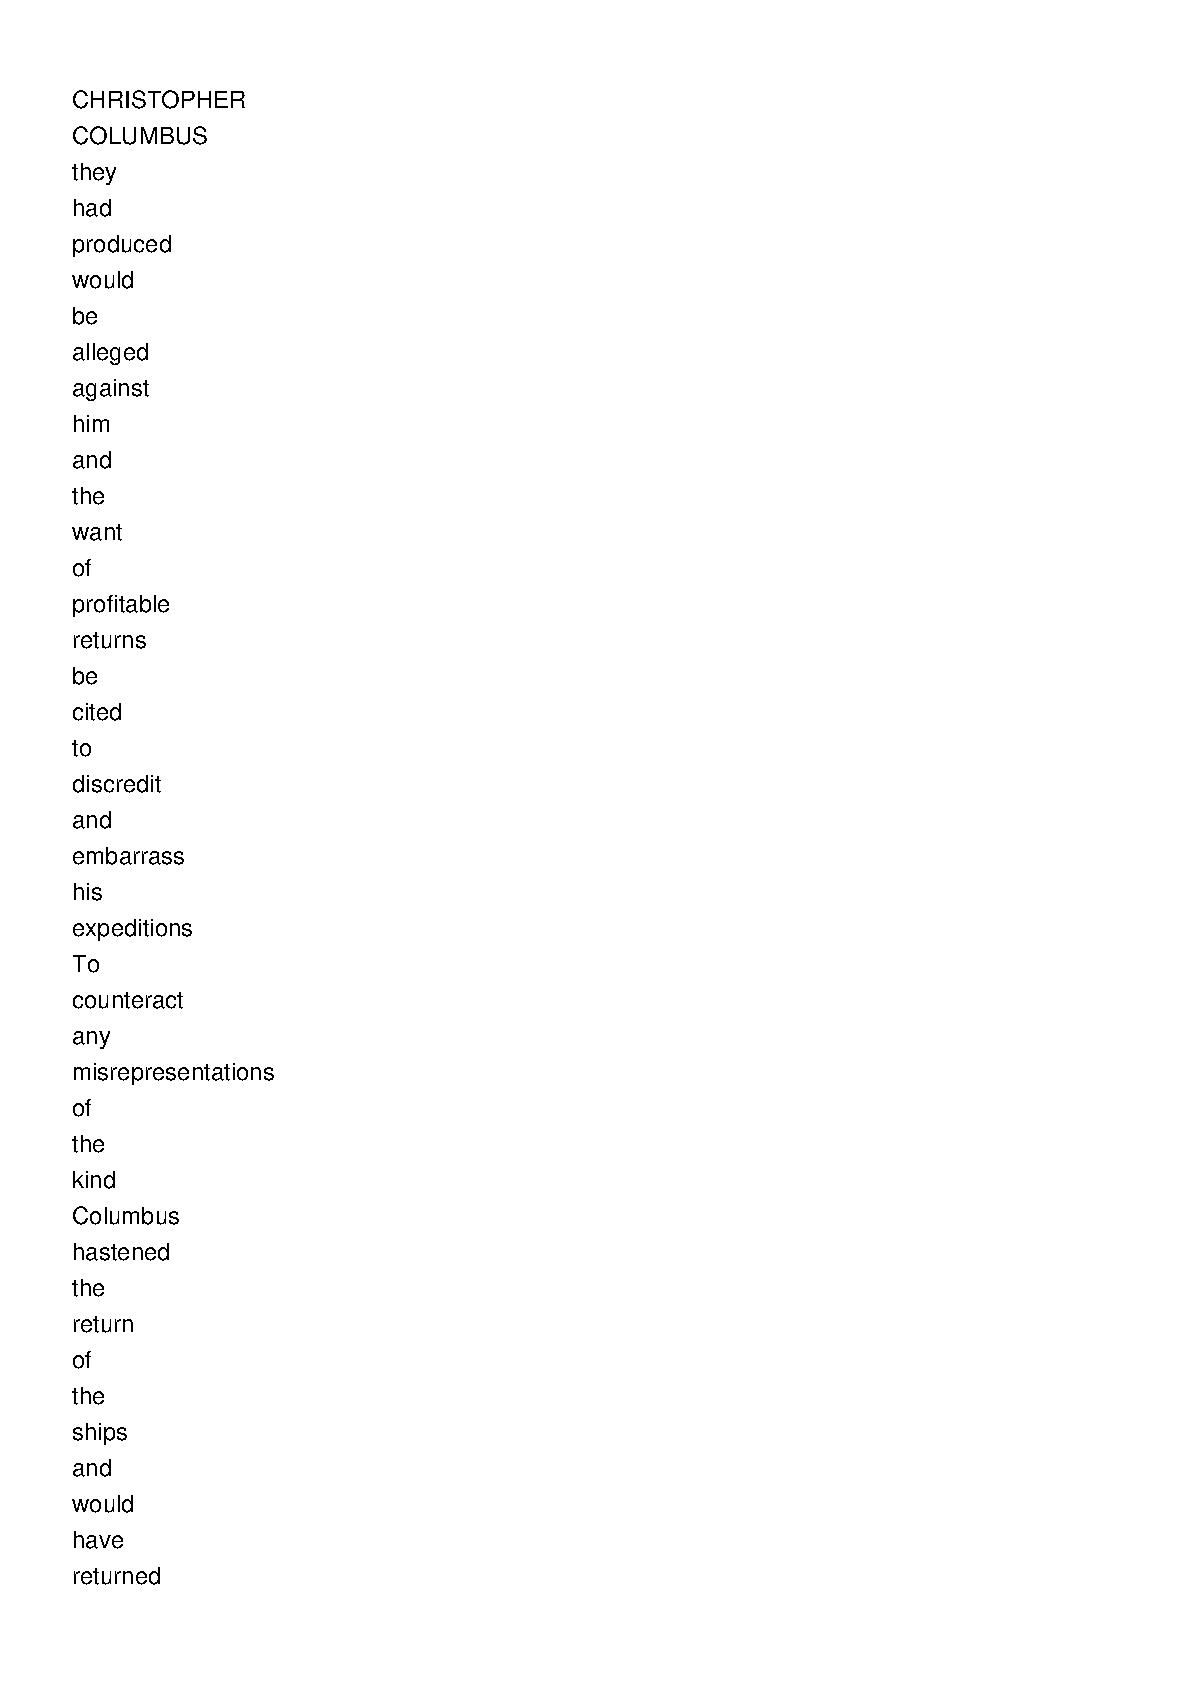 CHRISTOPHER
COLUMBUS
they
had
produced
would
be
alleged
against
him
and
the
want
of
profitable
returns
be
cited
to
discredit
and
embarrass
his
expeditions
To
counteract
any
misrepresentations
of
the
kind
Columbus
hastened
the
return
of
the
ships
and
would
have
returned